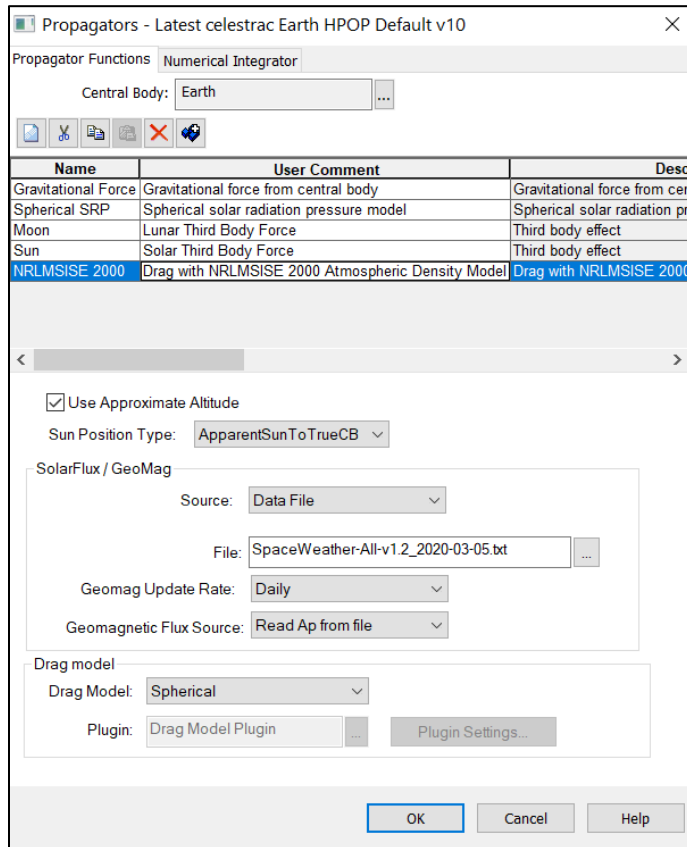 Propagators - Latest celestrac Earth HPOP Default v10
Propagator Functions Numerical Integrator
Central Body: Earth ...
Name User Comment Desc
Gravitational Force Gravitational force from central body Gravitational force from cen
Spherical SRP Spherical solar radiation pressure model Spherical solar radiation pr
Moon Lunar Third Body Force Third body effect
Sun Solar Third Body Force Third body effect
NRLMSISE 2000 Drag with NRLMSISE 2000 Atmospheric Density Model Drag with NRLMSISE 2000
Use Approximate Altitude
Sun Position Type: ApparentSunToTrueCB
SolarFlux / GeoMag
Source: Data File
File: SpaceWeather-All-v1.2_2020-03-05.txt ...
Geomag Update Rate: Daily
Geomagnetic Flux Source: Read Ap from file
Drag model
Drag Model: Spherical
Plugin: Drag Model Plugin ... Plugin Settings...
OK Cancel Help